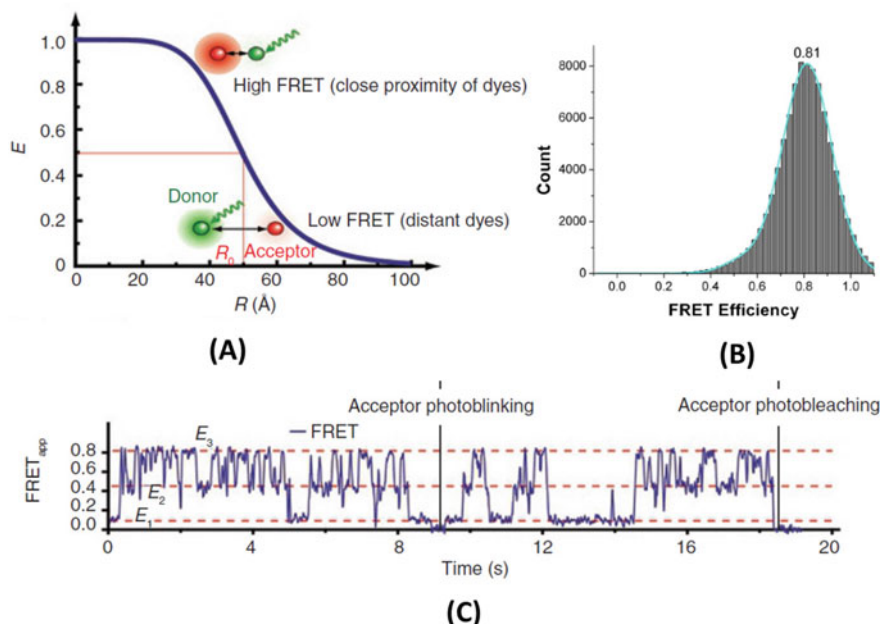 1.0
0.8
0.6
0.4
0.2
0
E
0 20 40 60 80 100
R (Å)
High FRET (close proximity of dyes)
Donor
Low FRET (distant dyes)
R₀ Acceptor
(A)
0.81
8000
6000
4000
2000
0
Count
0.0 0.2 0.4 0.6 0.8 1.0
FRET Efficiency
(B)
Acceptor photoblinking
Acceptor photobleaching
E₃
FRET
FRETapp
0.8
0.6
0.4
E₂
0.2
E₁
0.0
0 4 8 12 16 20
Time (s)
(C)